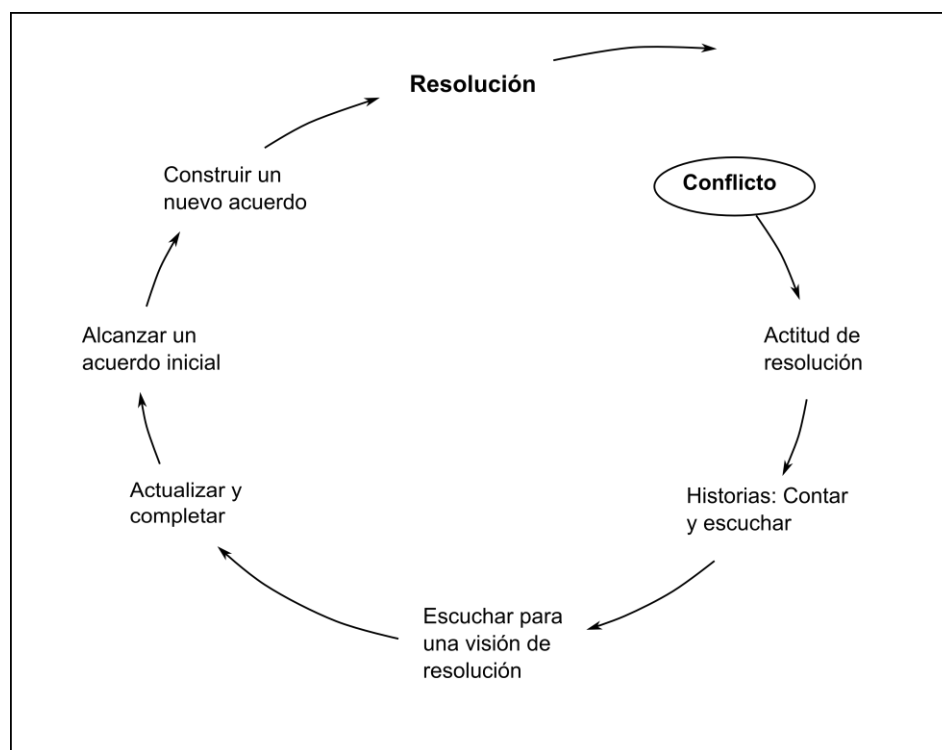 Resolución
Conflicto
Actitud de
resolución
Historias: Contar
y escuchar
Escuchar para
una visión de
resolución
Actualizar y
completar
Alcanzar un
acuerdo inicial
Construir un
nuevo acuerdo